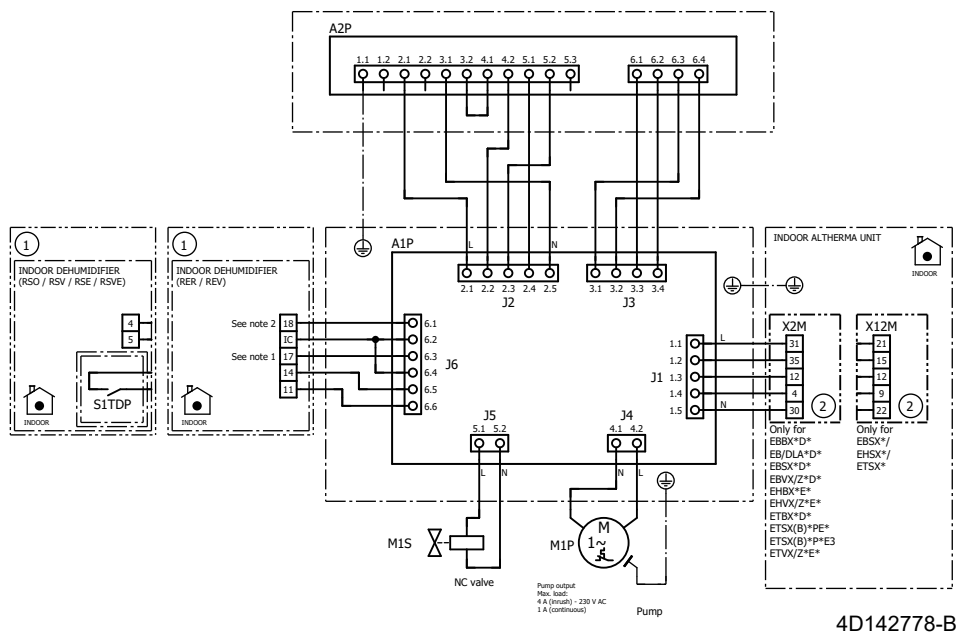 A2P
1.1 1.2 2.1 2.2 3.1 3.2 4.1 4.2 5.1 5.2 5.3
6.1 6.2 6.3 6.4
1
INDOOR DEHUMIDIFIER
(RSO / RSV / RSE / RSVE)
4
5
S1TDP
INDOOR
1
INDOOR DEHUMIDIFIER
(RER / REV)
See note 2
18
IC
See note 1
17
14
11
INDOOR
A1P
L
N
2.1 2.2 2.3 2.4 2.5
J2
3.1 3.2 3.3 3.4
J3
6.1
6.2
6.3
6.4
6.5
6.6
J6
1.1
1.2
1.3
1.4
1.5
J1
L
N
J5
5.1 5.2
L N
J4
4.1 4.2
N L
M1S
NC valve
M1P
M
1~
Pump output
Max. load:
4 A (inrush) - 230 V AC
1 A (continuous)
Pump
INDOOR ALTHERMA UNIT
INDOOR
X2M
31
35
12
4
30
2
Only for
EBBX*D*
EB/DLA*D*
EBSX*D*
EBVX/Z*D*
EHBX*E*
EHVX/Z*E*
ETBX*D*
ETSX(B)*PE*
ETSX(B)*P*E3
ETVX/Z*E*
X12M
21
15
12
9
22
2
Only for
EBSX*/
EHSX*/
ETSX*
4D142778-B